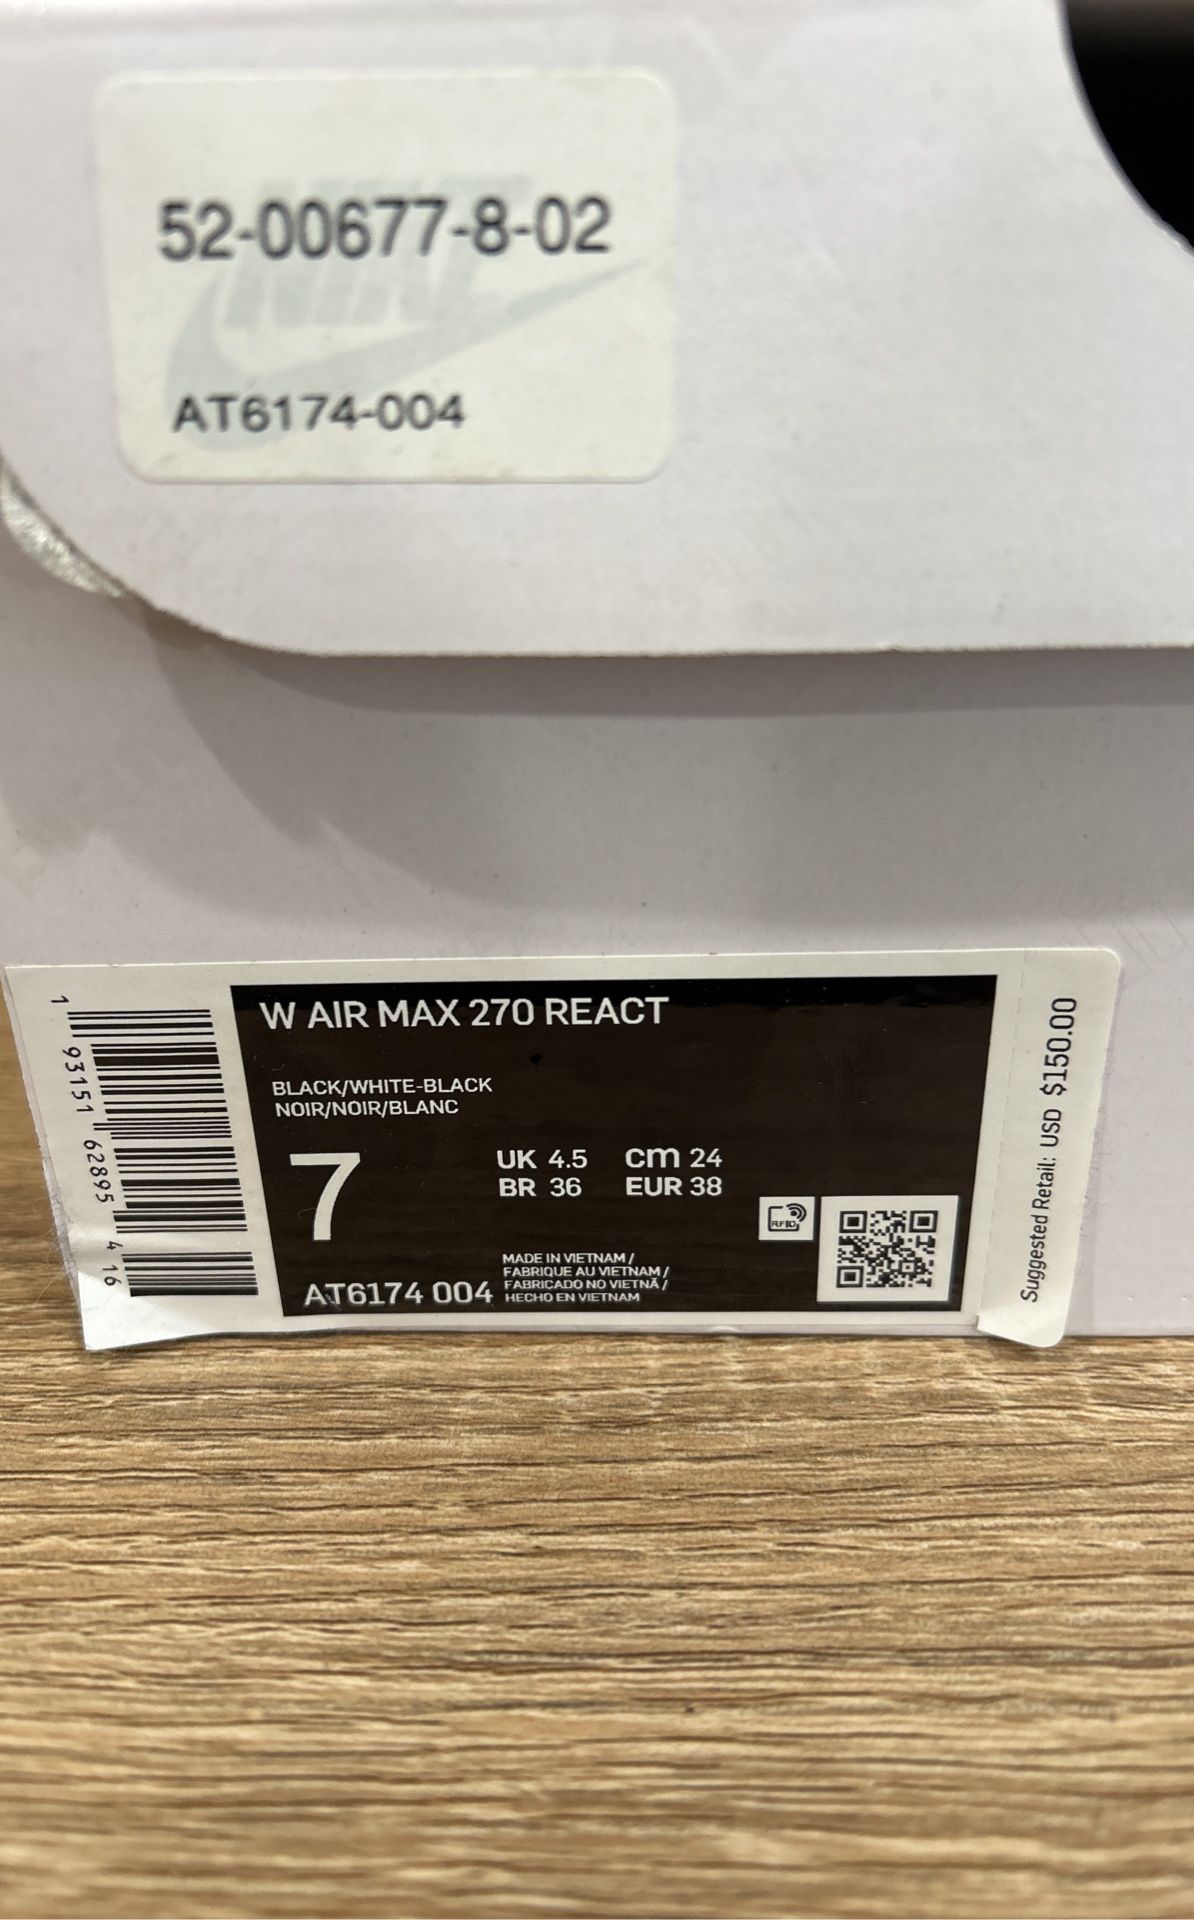 NIKE
52-00677-8-02
AT6174-004
W AIR MAX 270 REACT
BLACK/WHITE-BLACK
NOIR/NOIR/BLANC
7
UK 4.5 cm 24
BR 36 EUR 38
AT6174 004
MADE IN VIETNAM /
FABRIQUE AU VIETNAM /
FABRICADO NO VIETNÃ /
HECHO EN VIETNAM
RFID
1 93151 62895 4 16
Suggested Retail: USD $150.00